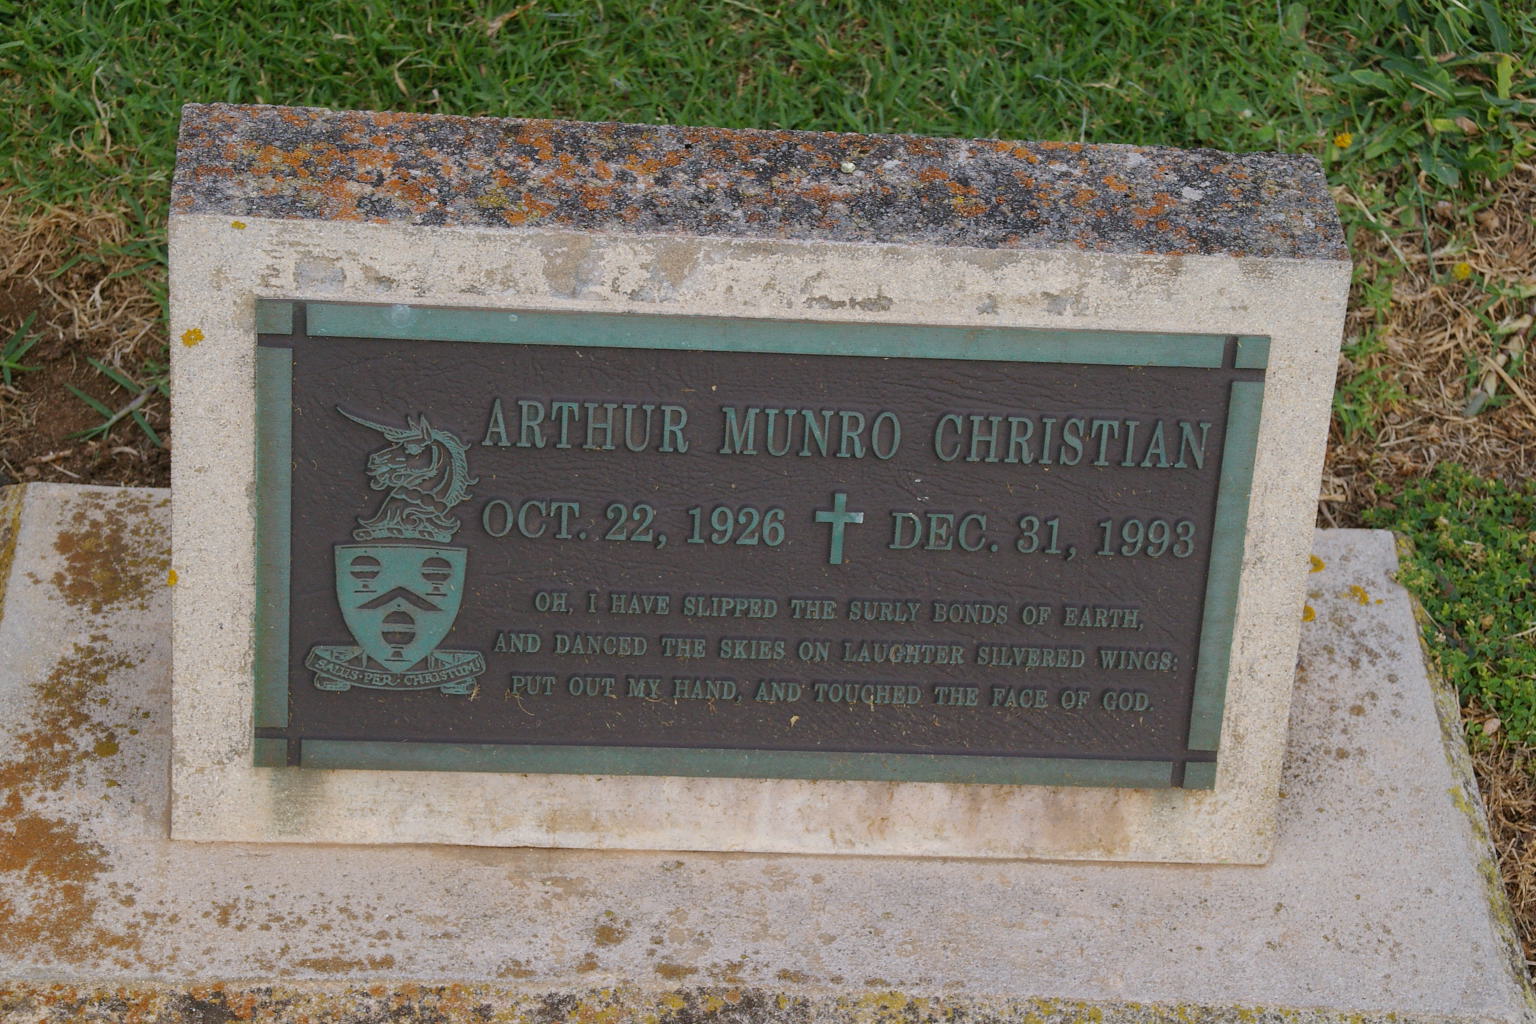 ARTHUR MUNRO CHRISTIAN
OCT. 22, 1926 DEC. 31, 1993
OH, I HAVE SLIPPED THE SURLY BONDS OF EARTH,
AND DANCED THE SKIES ON LAUGHTER SILVERED WINGS:
PUT OUT MY HAND, AND TOUCHED THE FACE OF GOD.
SALUS·PER·CHRISTUM